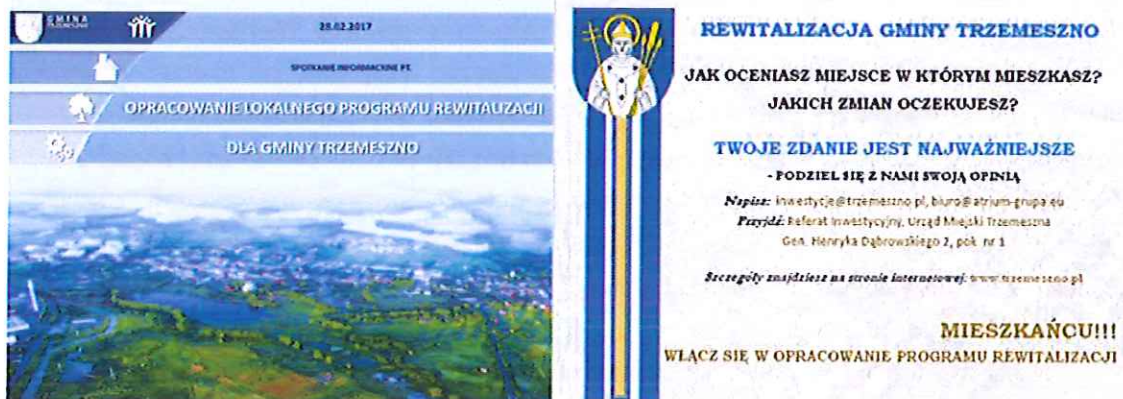 GMINA
TRZEMESZNO
28.02.2017
SPOTKANIE INFORMACYJNE PT.
OPRACOWANIE LOKALNEGO PROGRAMU REWITALIZACJI
DLA GMINY TRZEMESZNO
REWITALIZACJA GMINY TRZEMESZNO
JAK OCENIASZ MIEJSCE W KTÓRYM MIESZKASZ?
JAKICH ZMIAN OCZEKUJESZ?
TWOJE ZDANIE JEST NAJWAŻNIEJSZE
- PODZIEL SIĘ Z NAMI SWOJĄ OPINIĄ
Napisz: inwestycje@trzemeszno.pl, biuro@atrium-grupa.eu
Przyjdź: Referat Inwestycyjny, Urząd Miejski Trzemeszna
Gen. Henryka Dąbrowskiego 2, pok. nr 1
Szczegóły znajdziesz na stronie internetowej: www.trzemeszno.pl
MIESZKAŃCU!!!
WŁĄCZ SIĘ W OPRACOWANIE PROGRAMU REWITALIZACJI